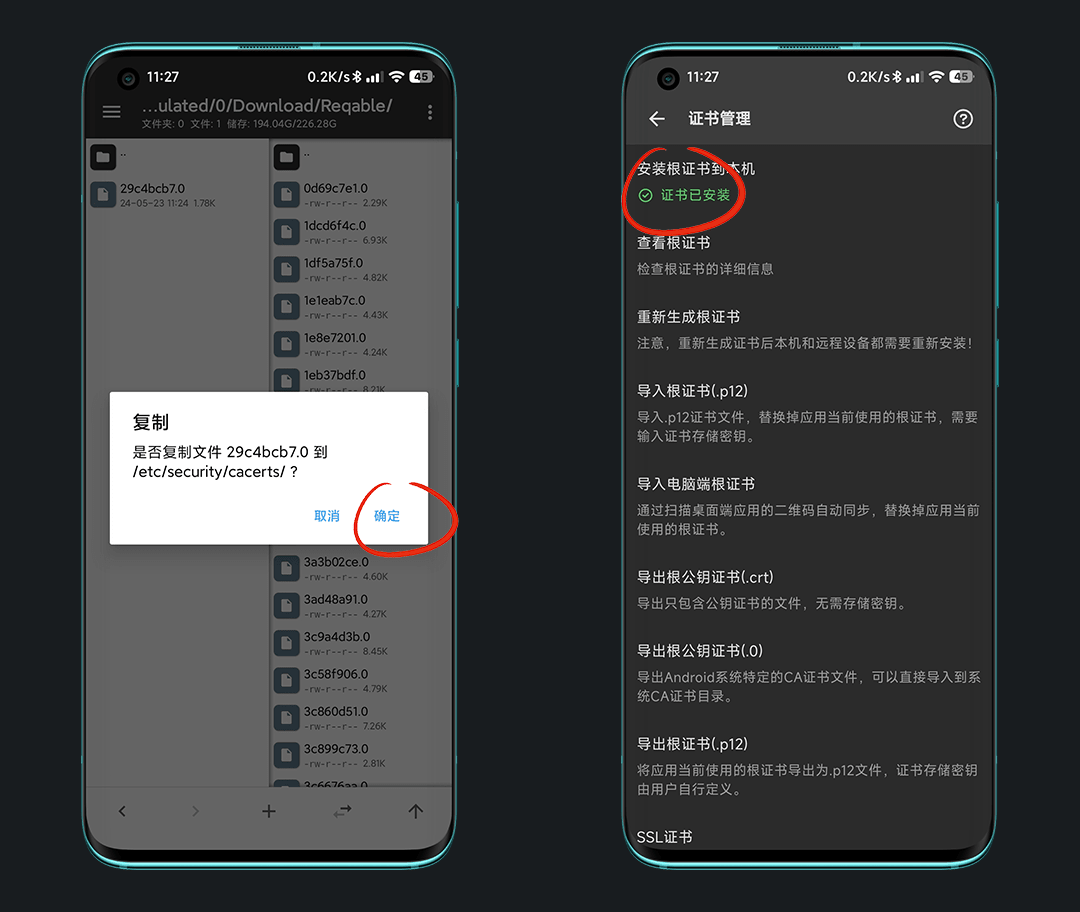 11:27
0.2K/s
45
...ulated/0/Download/Reqable/
文件夹: 0 文件: 1 储存: 194.04G/226.28G
..
29c4bcb7.0
24-05-23 11:24 1.78K
..
0d69c7e1.0
-rw-r--r-- 2.29K
1dcd6f4c.0
-rw-r--r-- 6.93K
1df5a75f.0
-rw-r--r-- 4.82K
1e1eab7c.0
-rw-r--r-- 4.43K
1e8e7201.0
-rw-r--r-- 4.24K
1eb37bdf.0
-rw-r--r-- 8.21K
复制
是否复制文件 29c4bcb7.0 到
/etc/security/cacerts/ ?
取消
确定
3a3b02ce.0
-rw-r--r-- 4.60K
3ad48a91.0
-rw-r--r-- 4.27K
3c9a4d3b.0
-rw-r--r-- 8.45K
3c58f906.0
-rw-r--r-- 4.79K
3c860d51.0
-rw-r--r-- 7.26K
3c899c73.0
-rw-r--r-- 2.81K
3c6676aa.0
11:27
0.2K/s
45
证书管理
安装根证书到本机
证书已安装
查看根证书
检查根证书的详细信息
重新生成根证书
注意，重新生成证书后本机和远程设备都需要重新安装！
导入根证书(.p12)
导入.p12证书文件，替换掉应用当前使用的根证书，需要
输入证书存储密钥。
导入电脑端根证书
通过扫描桌面端应用的二维码自动同步，替换掉应用当前
使用的根证书。
导出根公钥证书(.crt)
导出只包含公钥证书的文件，无需存储密钥。
导出根公钥证书(.0)
导出Android系统特定的CA证书文件，可以直接导入到系
统CA证书目录。
导出根证书(.p12)
将应用当前使用的根证书导出为.p12文件，证书存储密钥
由用户自行定义。
SSL证书